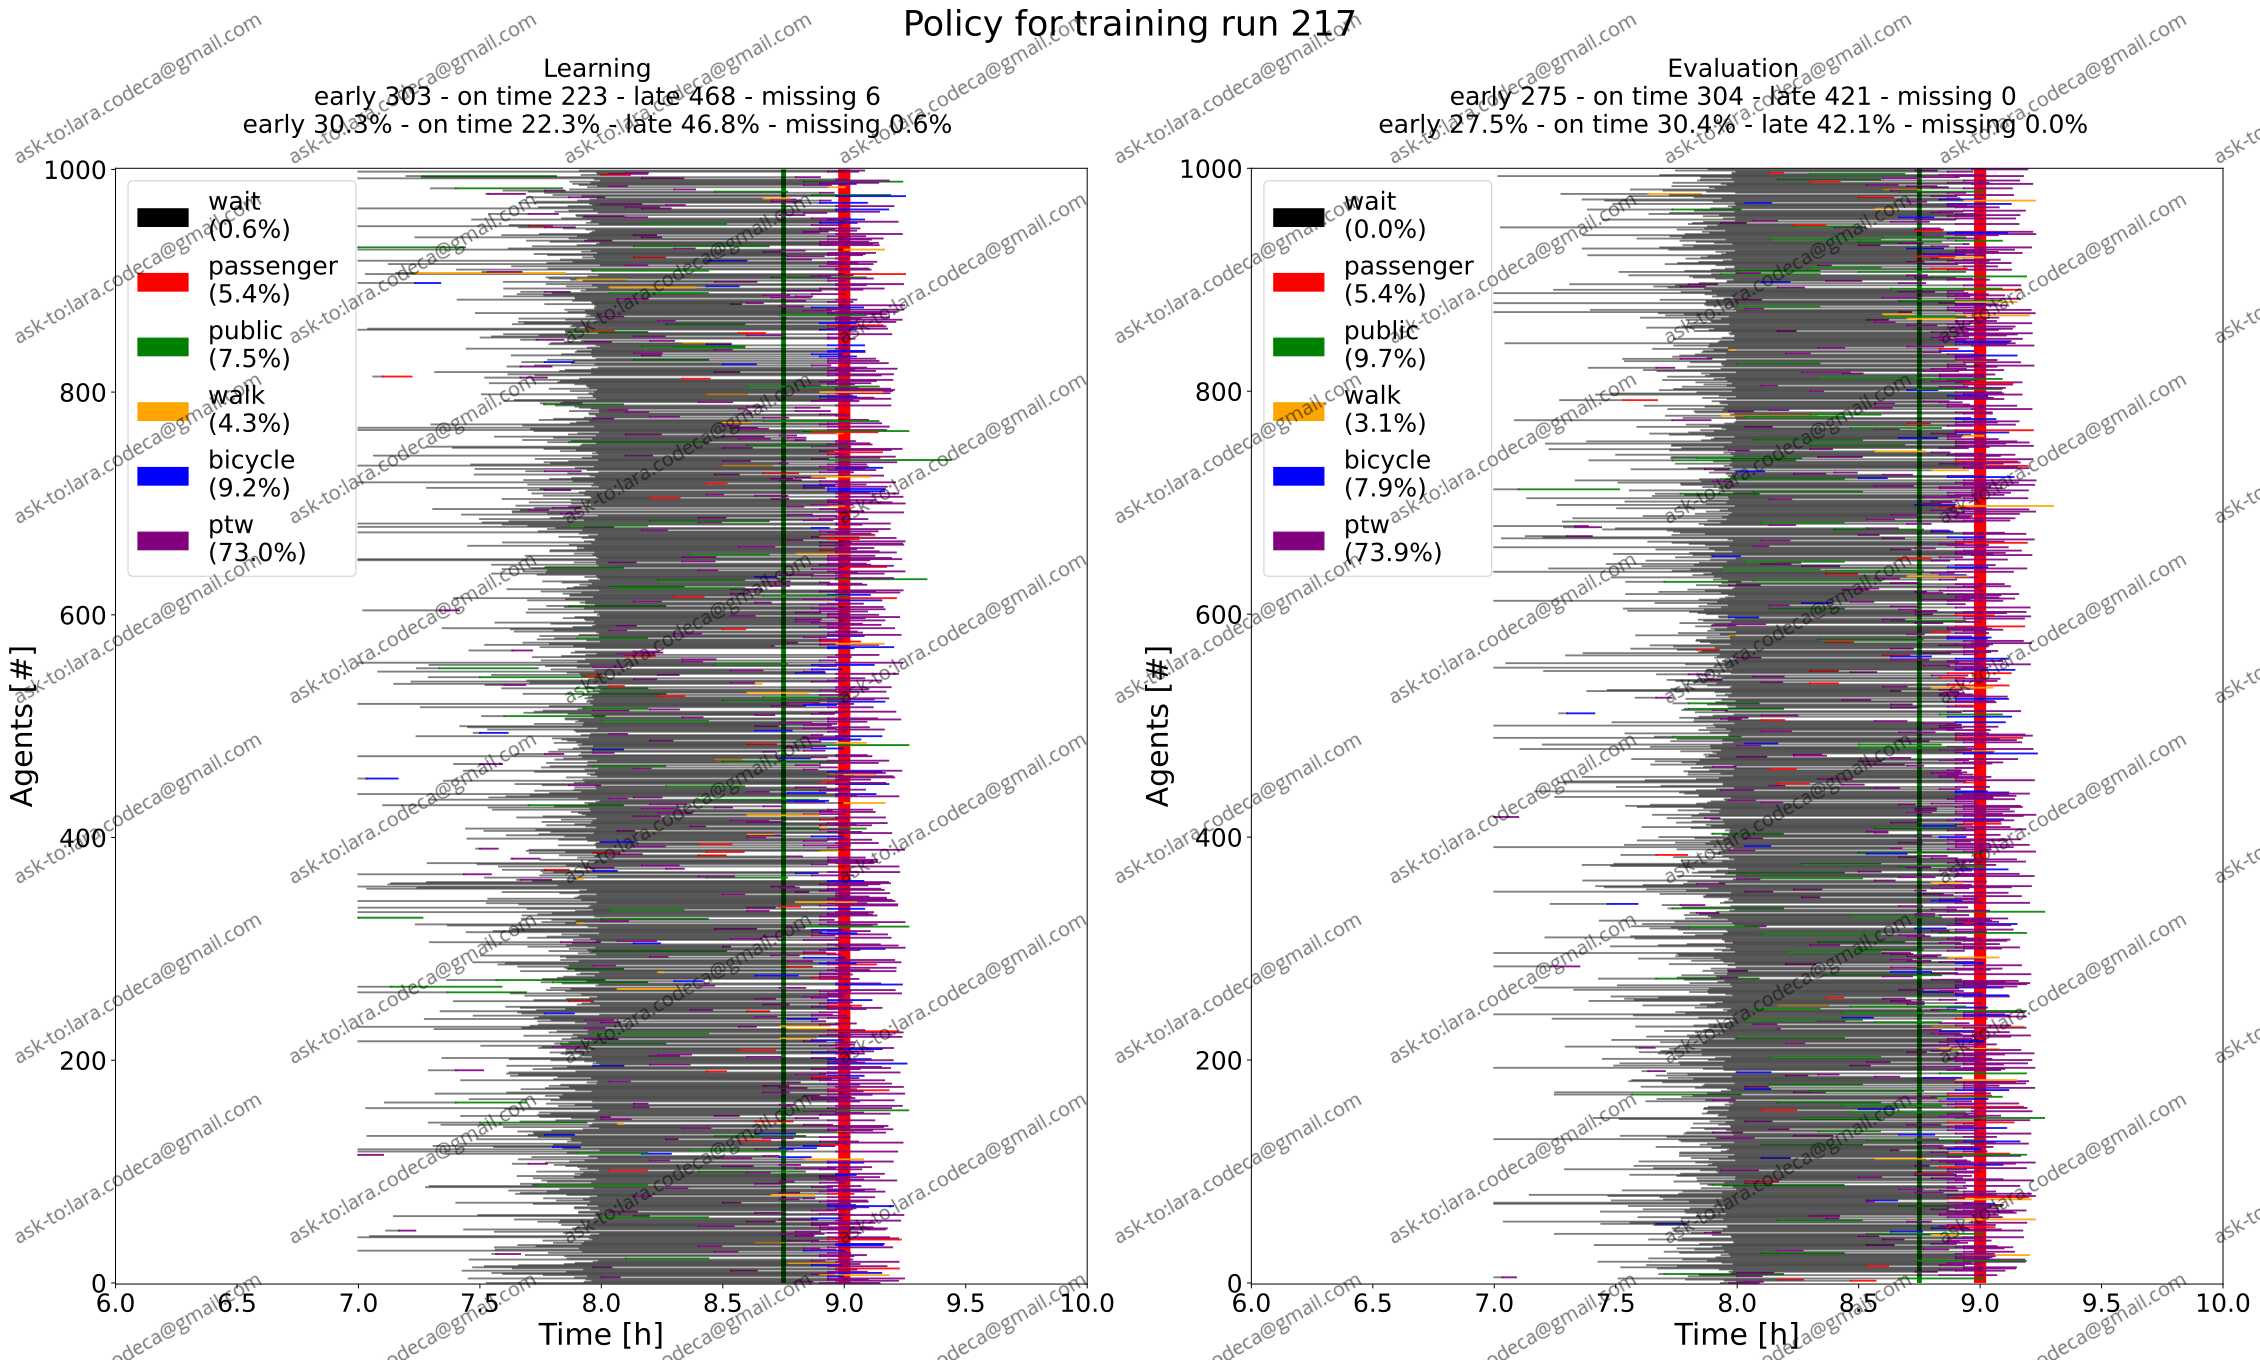 Policy for training run 217
Learning
early 303 - on time 223 - late 468 - missing 6
early 30.3% - on time 22.3% - late 46.8% - missing 0.6%
1000
800
600
400
200
0
Agents [#]
wait
(0.6%)
passenger
(5.4%)
public
(7.5%)
walk
(4.3%)
bicycle
(9.2%)
ptw
(73.0%)
6.0 6.5 7.0 7.5 8.0 8.5 9.0 9.5 10.0
Time [h]
Evaluation
early 275 - on time 304 - late 421 - missing 0
early 27.5% - on time 30.4% - late 42.1% - missing 0.0%
1000
800
600
400
200
0
Agents [#]
wait
(0.0%)
passenger
(5.4%)
public
(9.7%)
walk
(3.1%)
bicycle
(7.9%)
ptw
(73.9%)
6.0 6.5 7.0 7.5 8.0 8.5 9.0 9.5 10.0
Time [h]
ask-to:lara.codeca@gmail.com